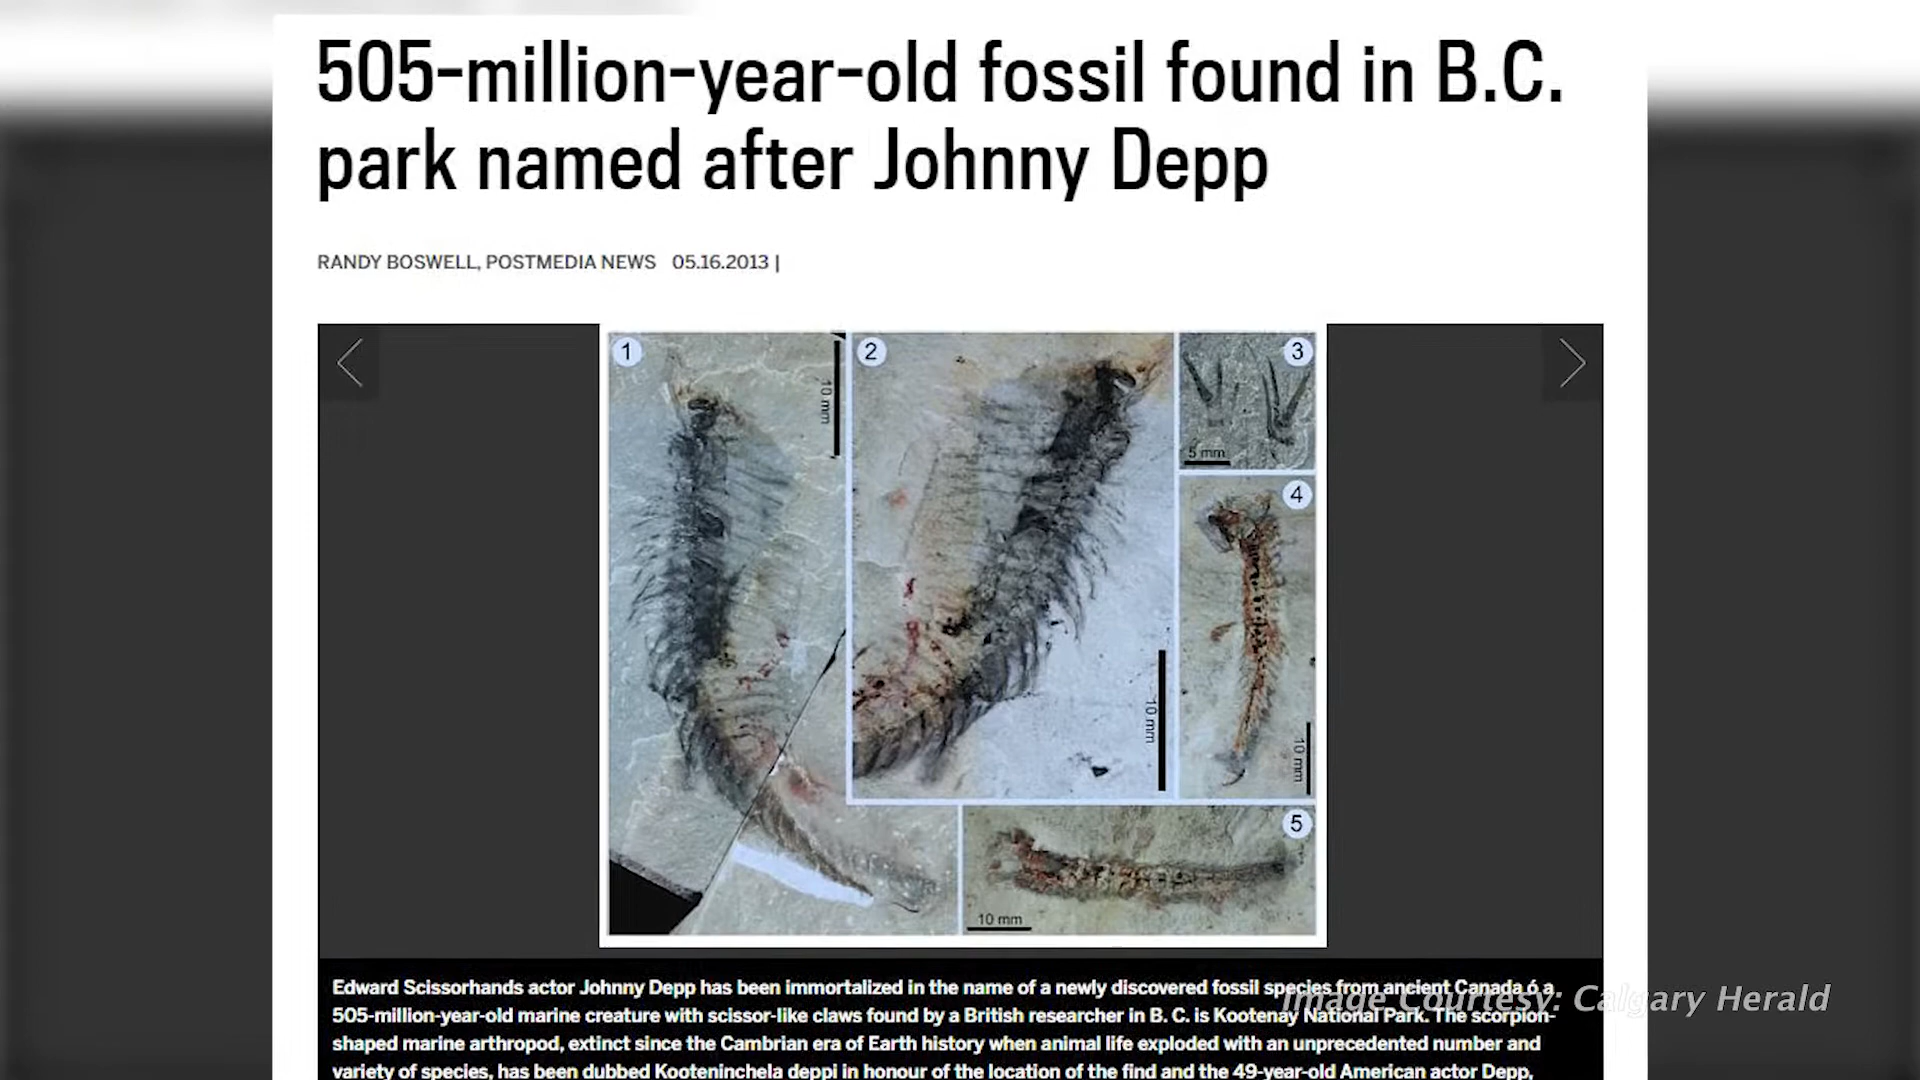 505-million-year-old fossil found in B.C.
park named after Johnny Depp
RANDY BOSWELL, POSTMEDIA NEWS 05.16.2013 |
1
10 mm
2
10 mm
3
5 mm
4
10 mm
5
10 mm
Edward Scissorhands actor Johnny Depp has been immortalized in the name of a newly discovered fossil species from ancient Canada ó a
505-million-year-old marine creature with scissor-like claws found by a British researcher in B. C. is Kootenay National Park. The scorpion-
shaped marine arthropod, extinct since the Cambrian era of Earth history when animal life exploded with an unprecedented number and
variety of species, has been dubbed Kooteninchela deppi in honour of the location of the find and the 49-year-old American actor Depp,
Image Courtesy: Calgary Herald